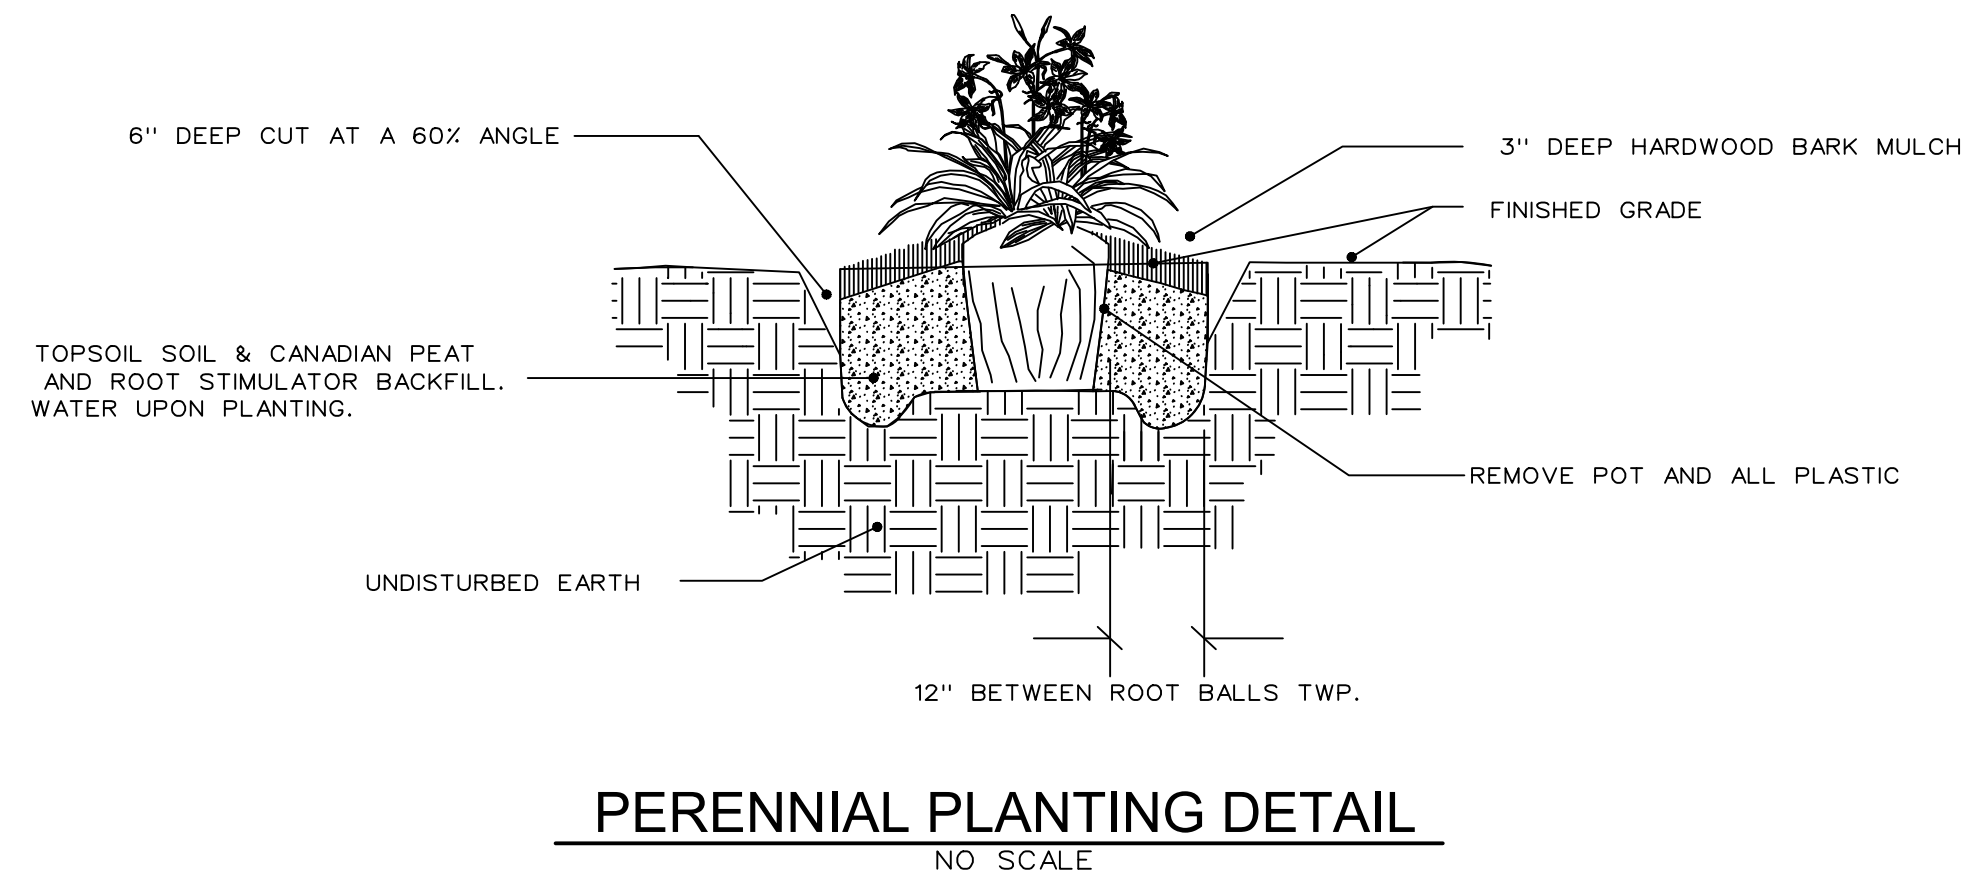 6" DEEP CUT AT A 60% ANGLE
3" DEEP HARDWOOD BARK MULCH
FINISHED GRADE
TOPSOIL SOIL & CANADIAN PEAT
AND ROOT STIMULATOR BACKFILL.
WATER UPON PLANTING.
REMOVE POT AND ALL PLASTIC
UNDISTURBED EARTH
12" BETWEEN ROOT BALLS TWP.
PERENNIAL PLANTING DETAIL
NO SCALE